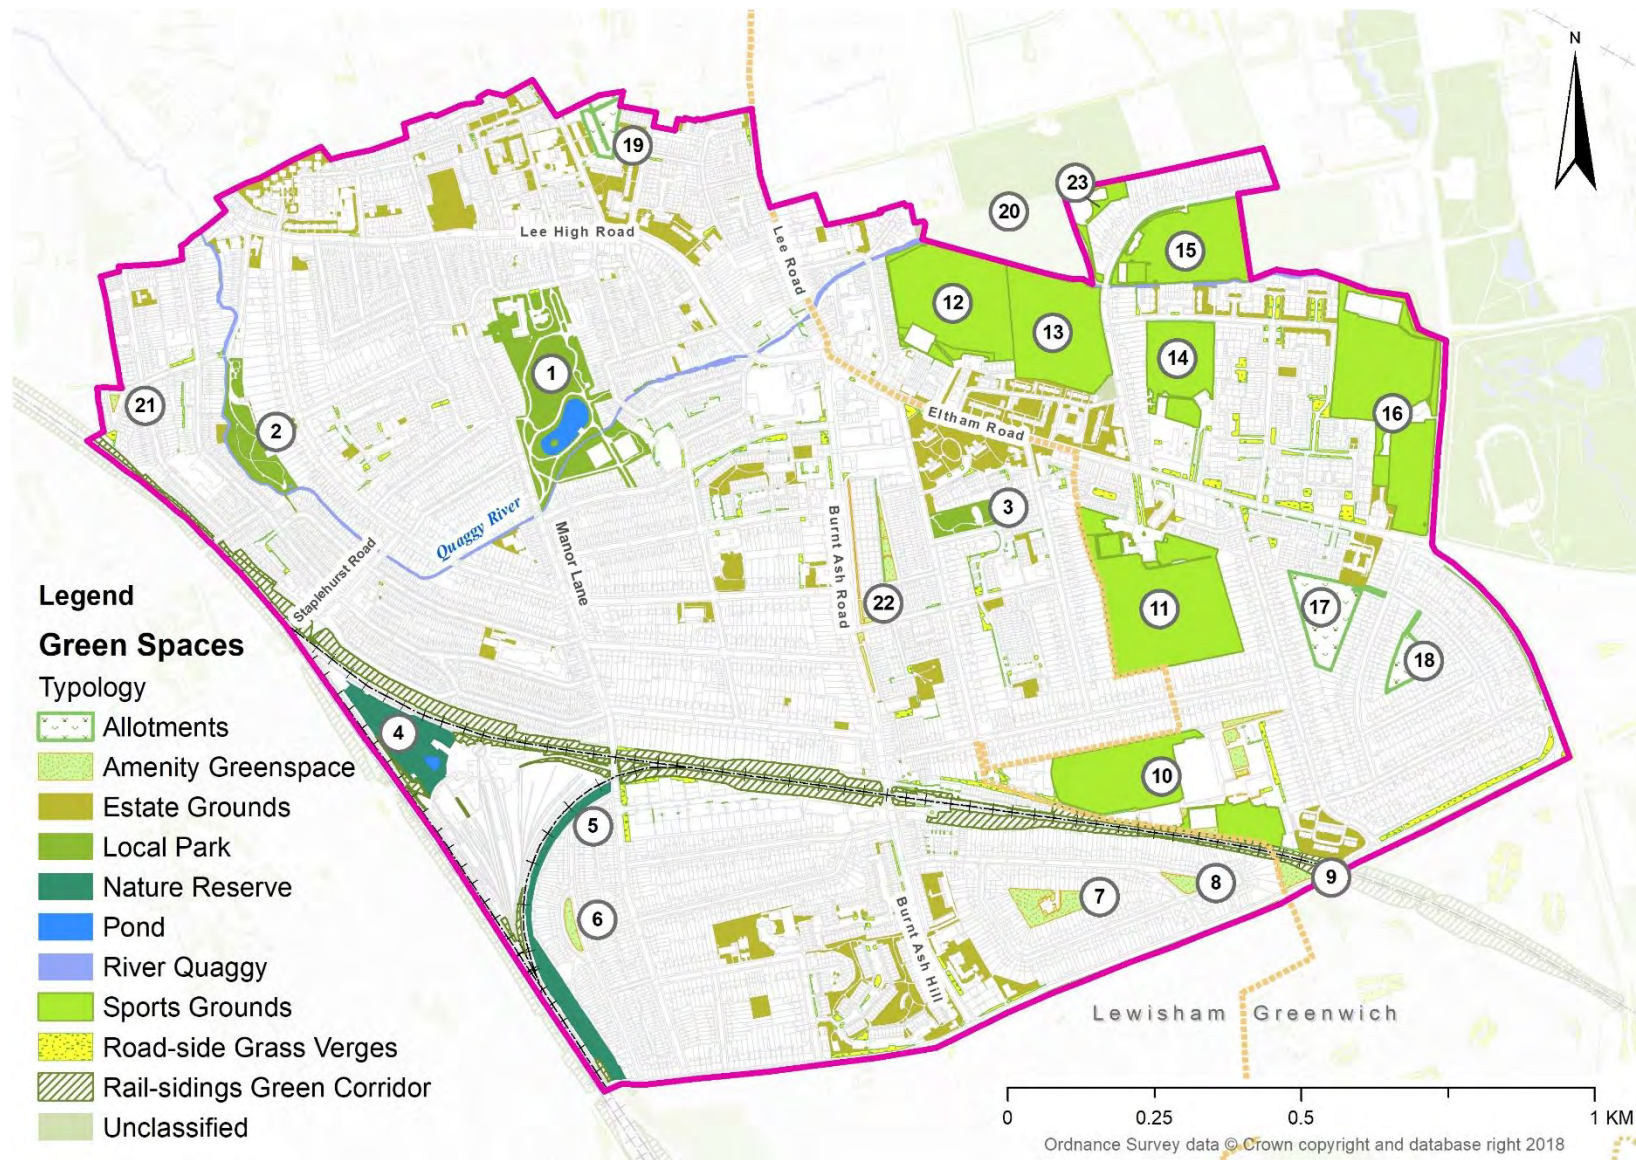 N
19
23
20
Lee High Road
Lee Road
15
12
13
14
1
21
2
16
Eltham Road
3
Quaggy River
Burnt Ash Road
Manor Lane
Staplehurst Road
22
11
17
18
4
10
5
7
8
9
6
Burnt Ash Hill
Lewisham Greenwich
Legend
Green Spaces
Typology
Allotments
Amenity Greenspace
Estate Grounds
Local Park
Nature Reserve
Pond
River Quaggy
Sports Grounds
Road-side Grass Verges
Rail-sidings Green Corridor
Unclassified
0 0.25 0.5 1 KM
Ordnance Survey data © Crown copyright and database right 2018